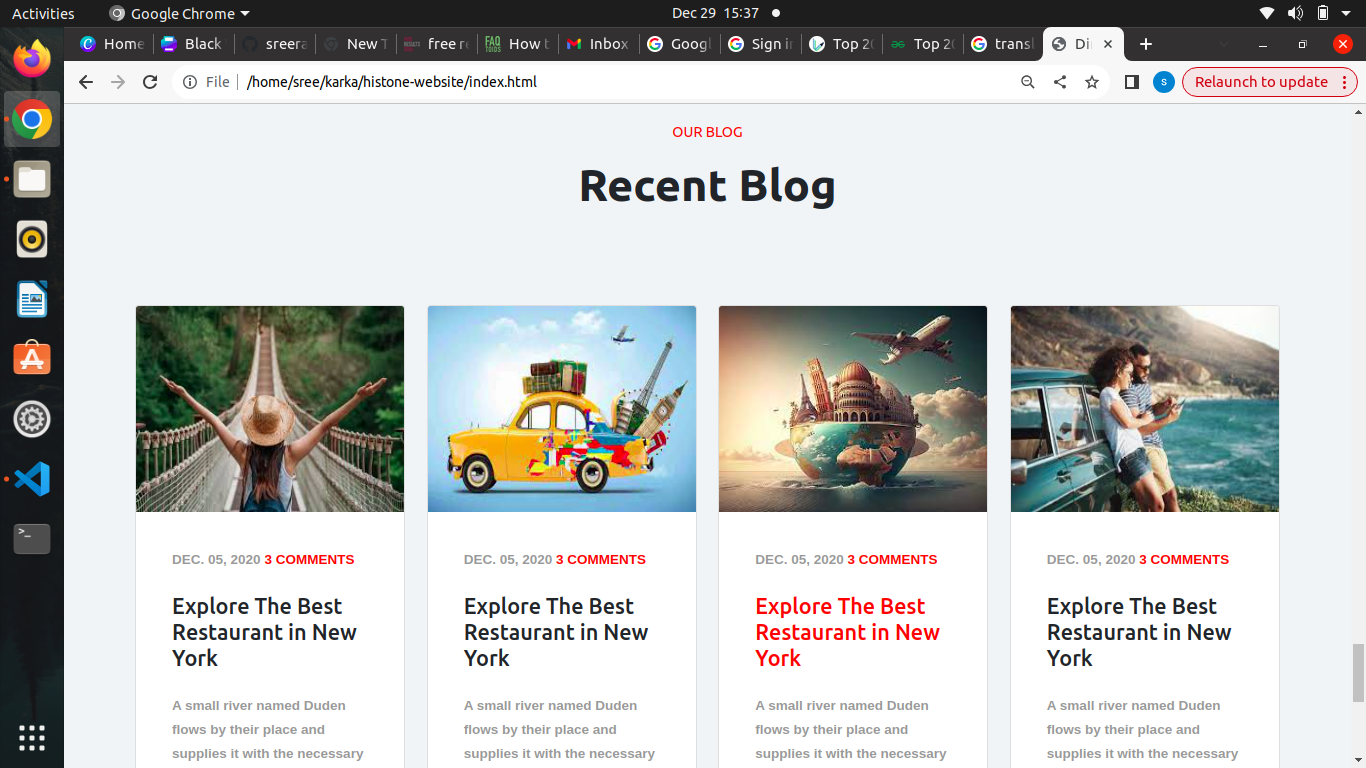 Activities
Google Chrome
Dec 29 15:37
Home
Black
sreera
New T
free re
How t
Inbox
Googl
Sign in
Top 20
Top 20
transl
Di
File
/home/sree/karka/histone-website/index.html
s
Relaunch to update
OUR BLOG
Recent Blog
DEC. 05, 2020 3 COMMENTS
Explore The Best
Restaurant in New
York
A small river named Duden
flows by their place and
supplies it with the necessary
DEC. 05, 2020 3 COMMENTS
Explore The Best
Restaurant in New
York
A small river named Duden
flows by their place and
supplies it with the necessary
DEC. 05, 2020 3 COMMENTS
Explore The Best
Restaurant in New
York
A small river named Duden
flows by their place and
supplies it with the necessary
DEC. 05, 2020 3 COMMENTS
Explore The Best
Restaurant in New
York
A small river named Duden
flows by their place and
supplies it with the necessary